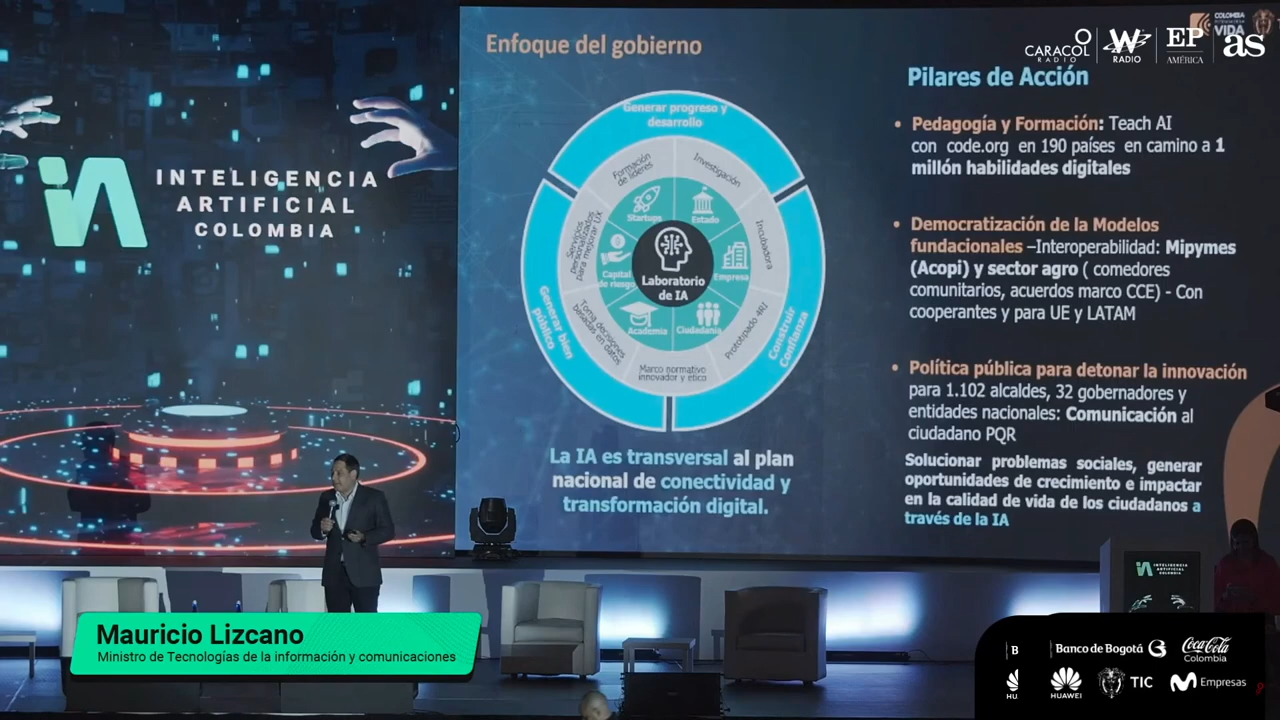 Enfoque del gobierno
COLOMBIA
VIDA
CARACOL
RADIO
W
RADIO
EP
AMÉRICA
as
INTELIGENCIA
ARTIFICIAL
COLOMBIA
Generar progreso y
desarrollo
Formación
de líderes
Investigación
Servicios
personalizados
para mejorar UX
Incubadora
Startups
Estado
Capital
de riesgo
Empresa
Laboratorio
de IA
Academia
Ciudadanía
Toma decisiones
basadas en datos
Prototipado 4RI
Marco normativo
innovador y ético
Generar bien
público
Construir
Confianza
La IA es transversal al plan
nacional de conectividad y
transformación digital.
Pilares de Acción
• Pedagogía y Formación: Teach AI
con code.org en 190 países en camino a 1
millón habilidades digitales
• Democratización de la Modelos
fundacionales –Interoperabilidad: Mipymes
(Acopi) y sector agro ( comedores
comunitarios, acuerdos marco CCE) - Con
cooperantes y para UE y LATAM
• Política pública para detonar la innovación
para 1.102 alcaldes, 32 gobernadores y
entidades nacionales: Comunicación al
ciudadano PQR
Solucionar problemas sociales, generar
oportunidades de crecimiento e impactar
en la calidad de vida de los ciudadanos a
través de la IA
INTELIGENCIA
ARTIFICIAL
COLOMBIA
Mauricio Lizcano
Ministro de Tecnologías de la información y comunicaciones
B
Banco de Bogotá
Coca-Cola
Colombia
HU
HUAWEI
TIC
Empresas